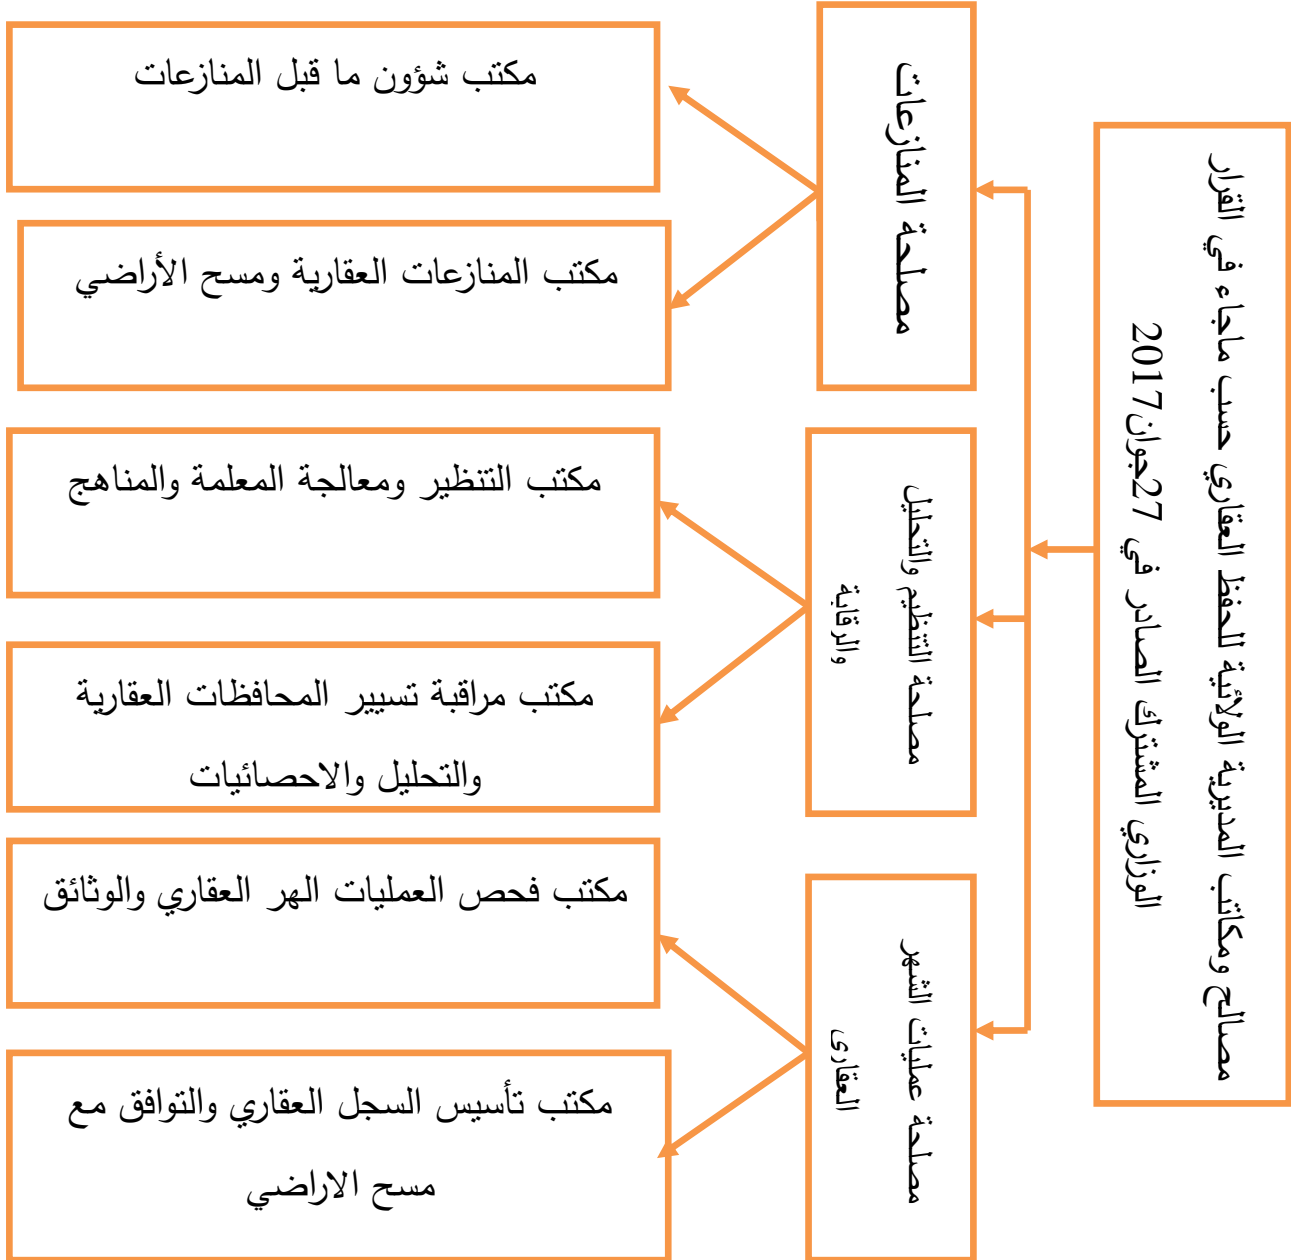 مصالح ومكاتب المديرية الولائية للحفظ العقاري حسب ماجاء في القرار
الوزاري المشترك الصادر في 27جوان2017
مصلحة المنازعات
مكتب شؤون ما قبل المنازعات
مكتب المنازعات العقارية ومسح الأراضي
مصلحة التنظيم والتحليل
والرقابة
مكتب التنظير ومعالجة المعلمة والمناهج
مكتب مراقبة تسيير المحافظات العقارية
والتحليل والاحصائيات
مصلحة عمليات الشهر
العقارى
مكتب فحص العمليات الهر العقاري والوثائق
مكتب تأسيس السجل العقاري والتوافق مع
مسح الاراضي